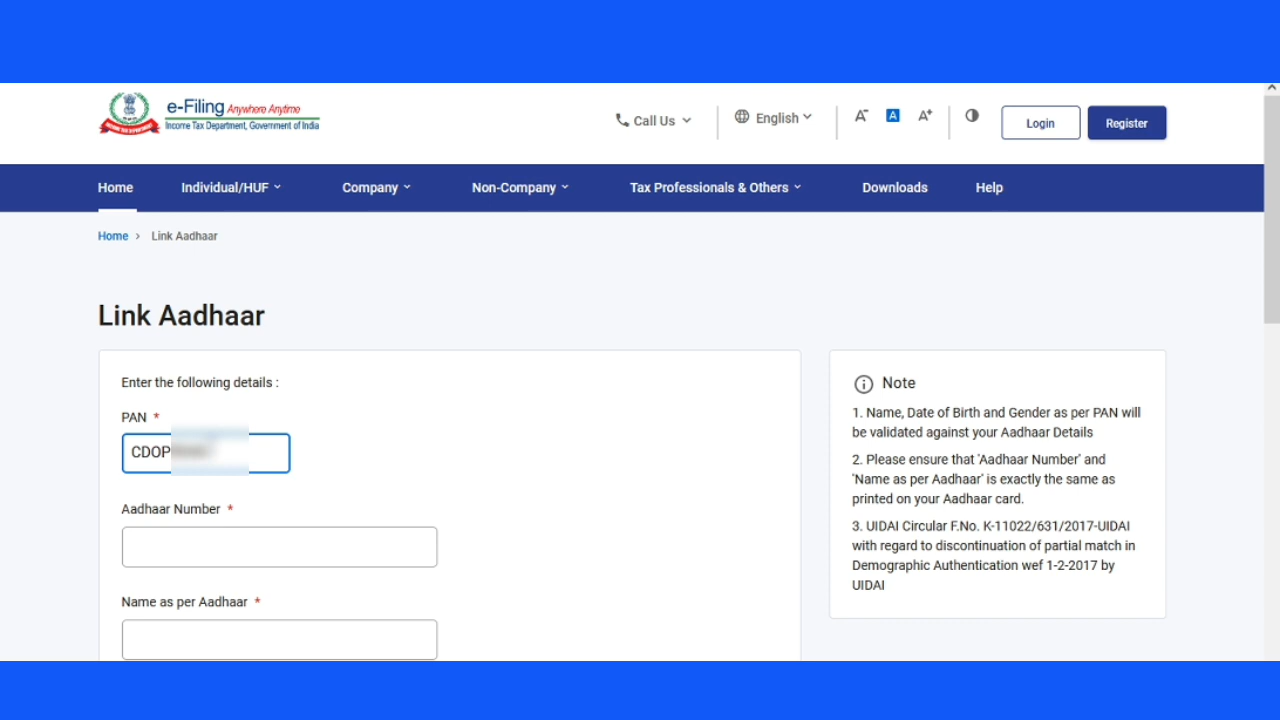 e-Filing Anywhere Anytime
Income Tax Department, Government of India
Call Us
English
A-
A
A+
Login
Register
Home
Individual/HUF
Company
Non-Company
Tax Professionals & Others
Downloads
Help
Home > Link Aadhaar
Link Aadhaar
Enter the following details :
PAN *
CDOP
Aadhaar Number *
Name as per Aadhaar *
Note
1. Name, Date of Birth and Gender as per PAN will
be validated against your Aadhaar Details
2. Please ensure that 'Aadhaar Number' and
'Name as per Aadhaar' is exactly the same as
printed on your Aadhaar card.
3. UIDAI Circular F.No. K-11022/631/2017-UIDAI
with regard to discontinuation of partial match in
Demographic Authentication wef 1-2-2017 by
UIDAI